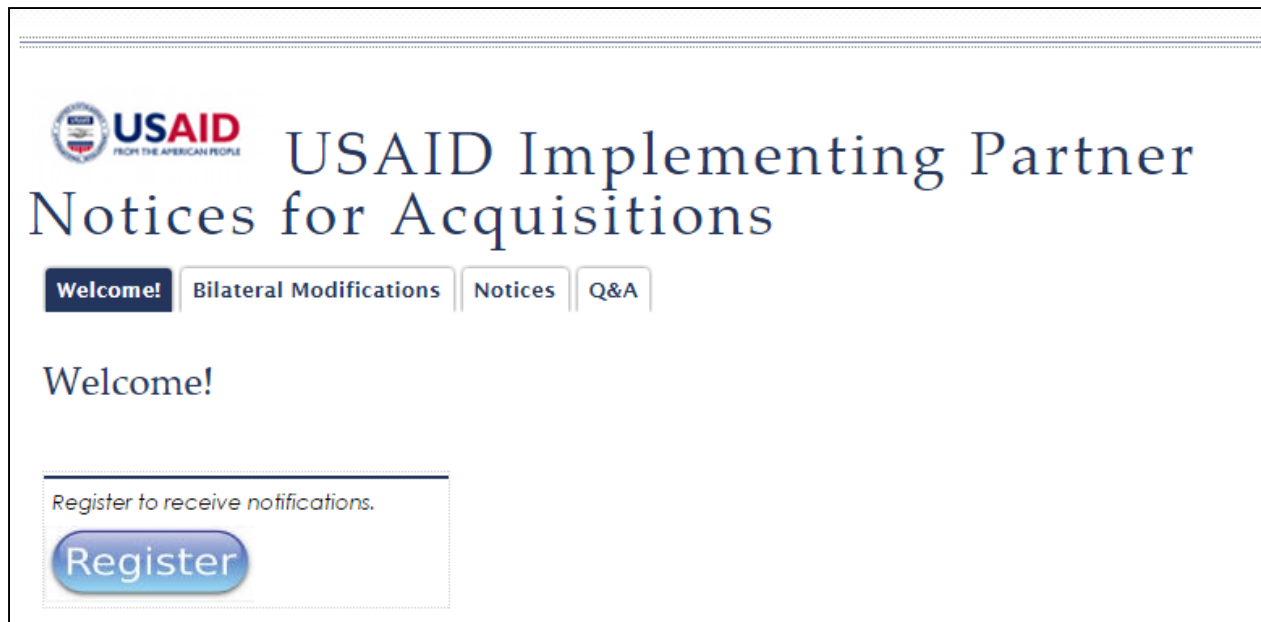 USAID
FROM THE AMERICAN PEOPLE
USAID Implementing Partner
Notices for Acquisitions
Welcome! Bilateral Modifications Notices Q&A
Welcome!
Register to receive notifications.
Register